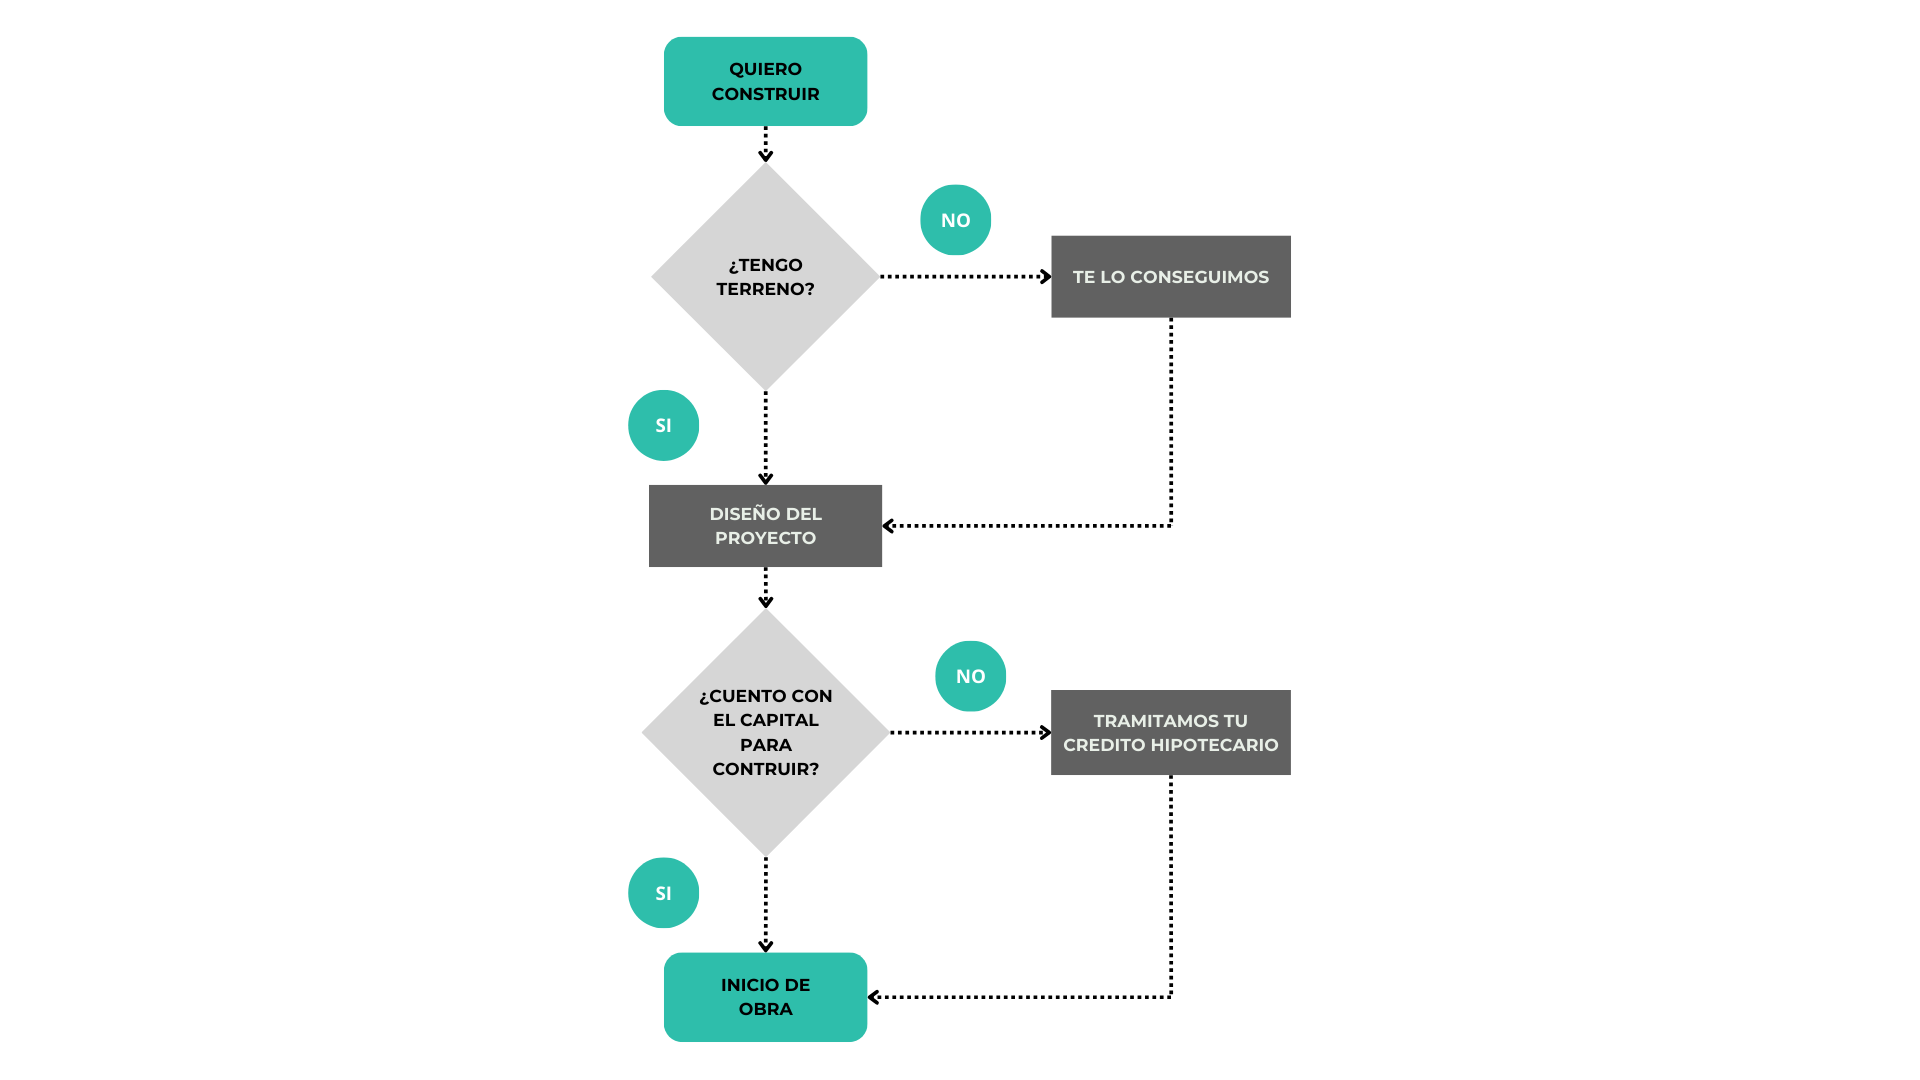 QUIERO
CONSTRUIR
¿TENGO
TERRENO?
NO
TE LO CONSEGUIMOS
SI
DISEÑO DEL
PROYECTO
¿CUENTO CON
EL CAPITAL
PARA
CONTRUIR?
NO
TRAMITAMOS TU
CREDITO HIPOTECARIO
SI
INICIO DE
OBRA